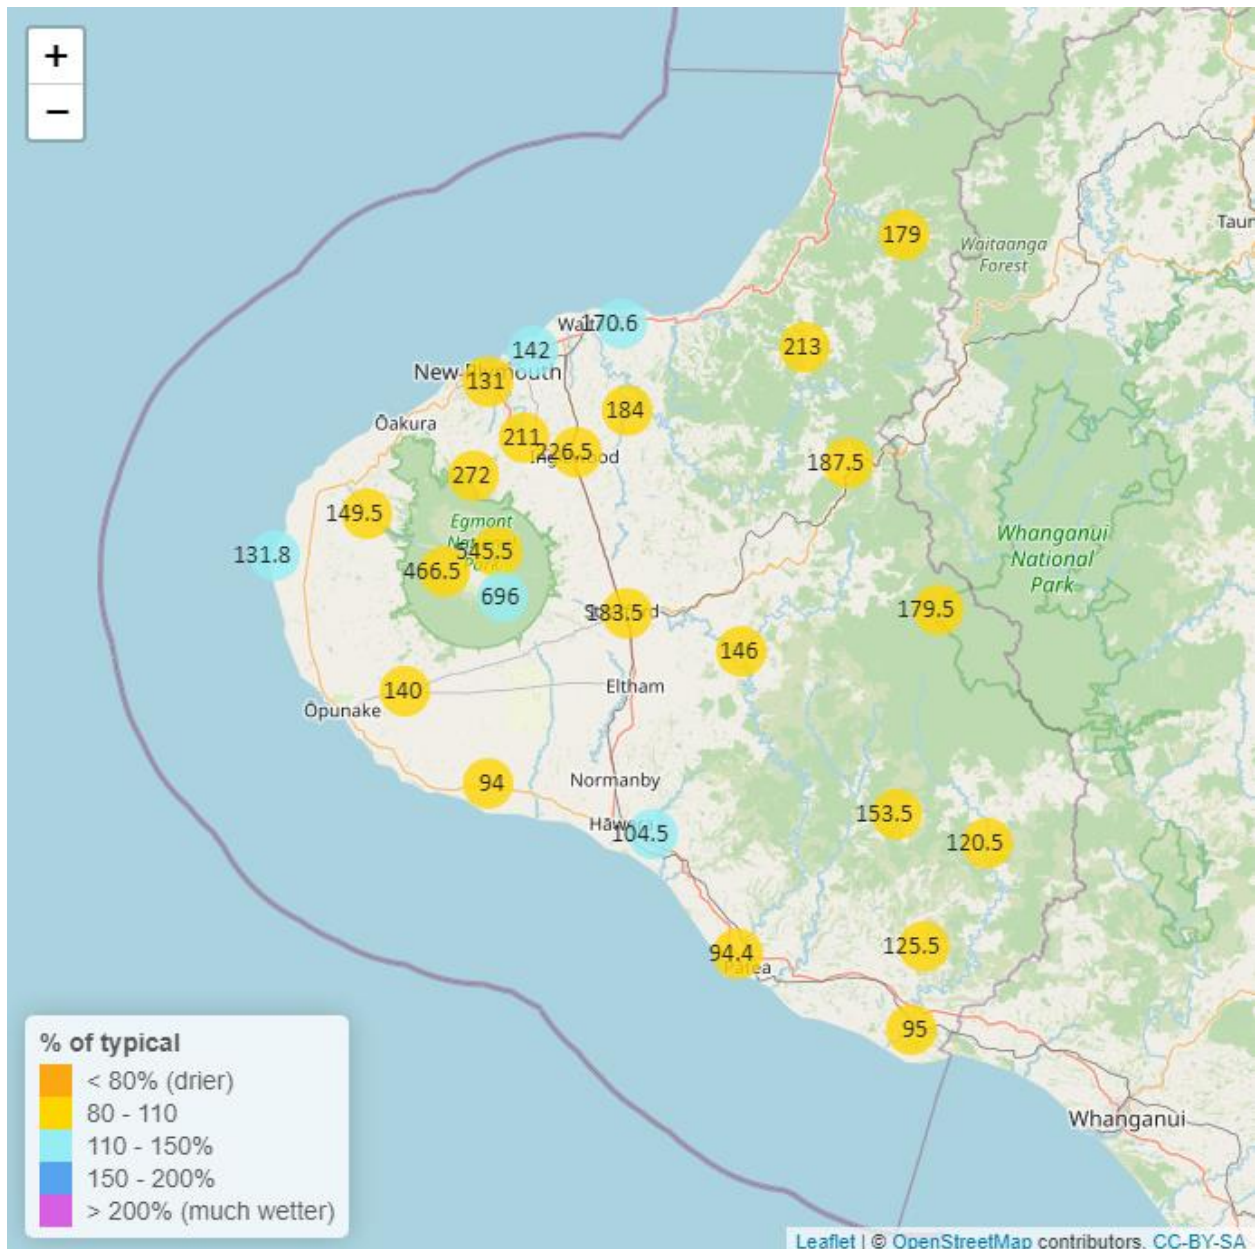 +
−
179
Waitaanga
Forest
Taur
170.6
142
213
New Plymouth
131
184
Ōakura
211
226.5
187.5
272
149.5
Egmont
131.8
545.5
Park
466.5
696
Whanganui
National
Park
183.5
179.5
146
140
Eltham
Ōpunake
94
Normanby
153.5
104.5
120.5
94.4
125.5
95
Whanganui
% of typical
< 80% (drier)
80 - 110
110 - 150%
150 - 200%
> 200% (much wetter)
Leaflet | © OpenStreetMap contributors, CC-BY-SA